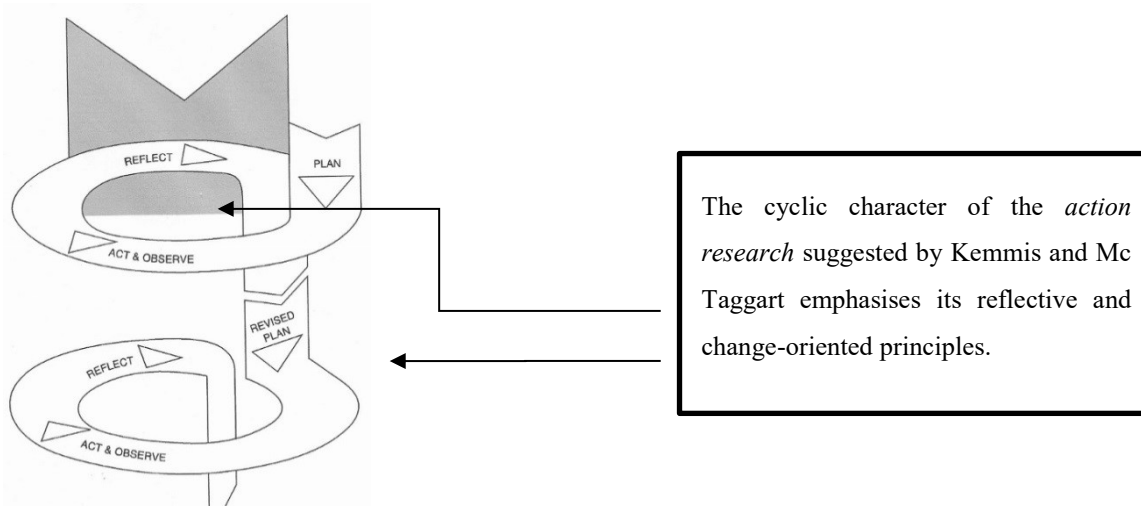 REFLECT
PLAN
ACT & OBSERVE
REVISED
PLAN
REFLECT
ACT & OBSERVE
The cyclic character of the action
research suggested by Kemmis and Mc
Taggart emphasises its reflective and
change-oriented principles.